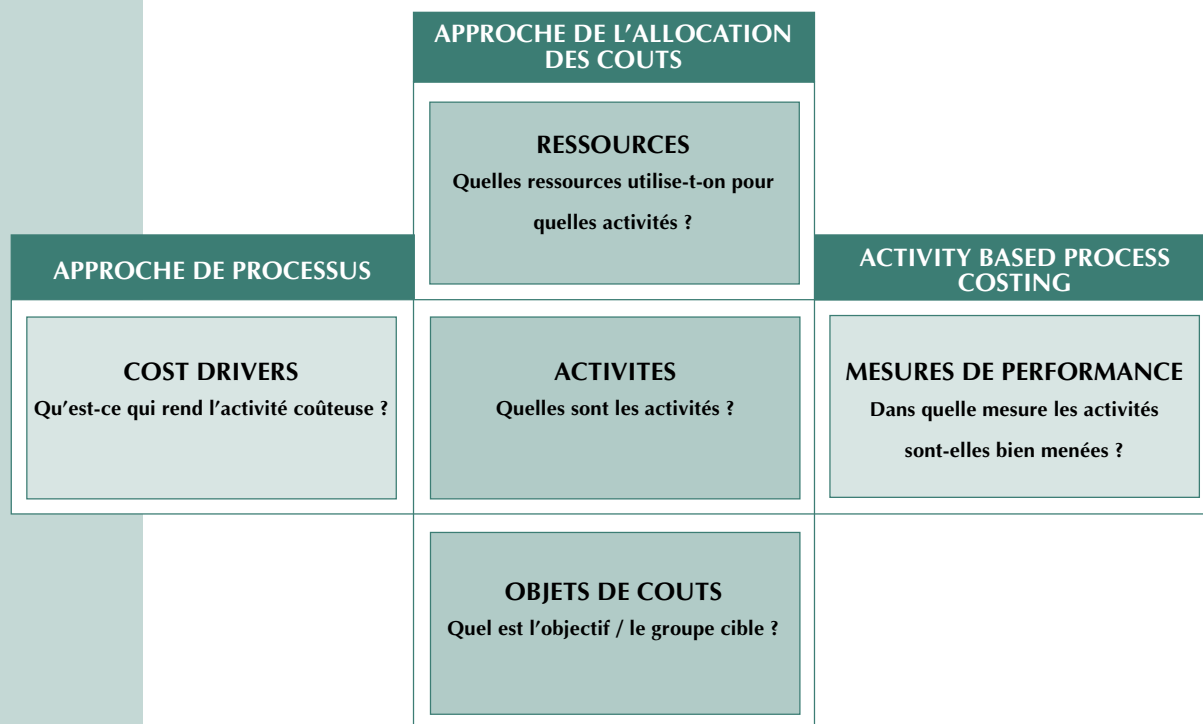 APPROCHE DE L’ALLOCATION
DES COUTS
RESSOURCES
Quelles ressources utilise-t-on pour
quelles activités ?
APPROCHE DE PROCESSUS
ACTIVITY BASED PROCESS
COSTING
COST DRIVERS
Qu’est-ce qui rend l’activité coûteuse ?
ACTIVITES
Quelles sont les activités ?
MESURES DE PERFORMANCE
Dans quelle mesure les activités
sont-elles bien menées ?
OBJETS DE COUTS
Quel est l’objectif / le groupe cible ?